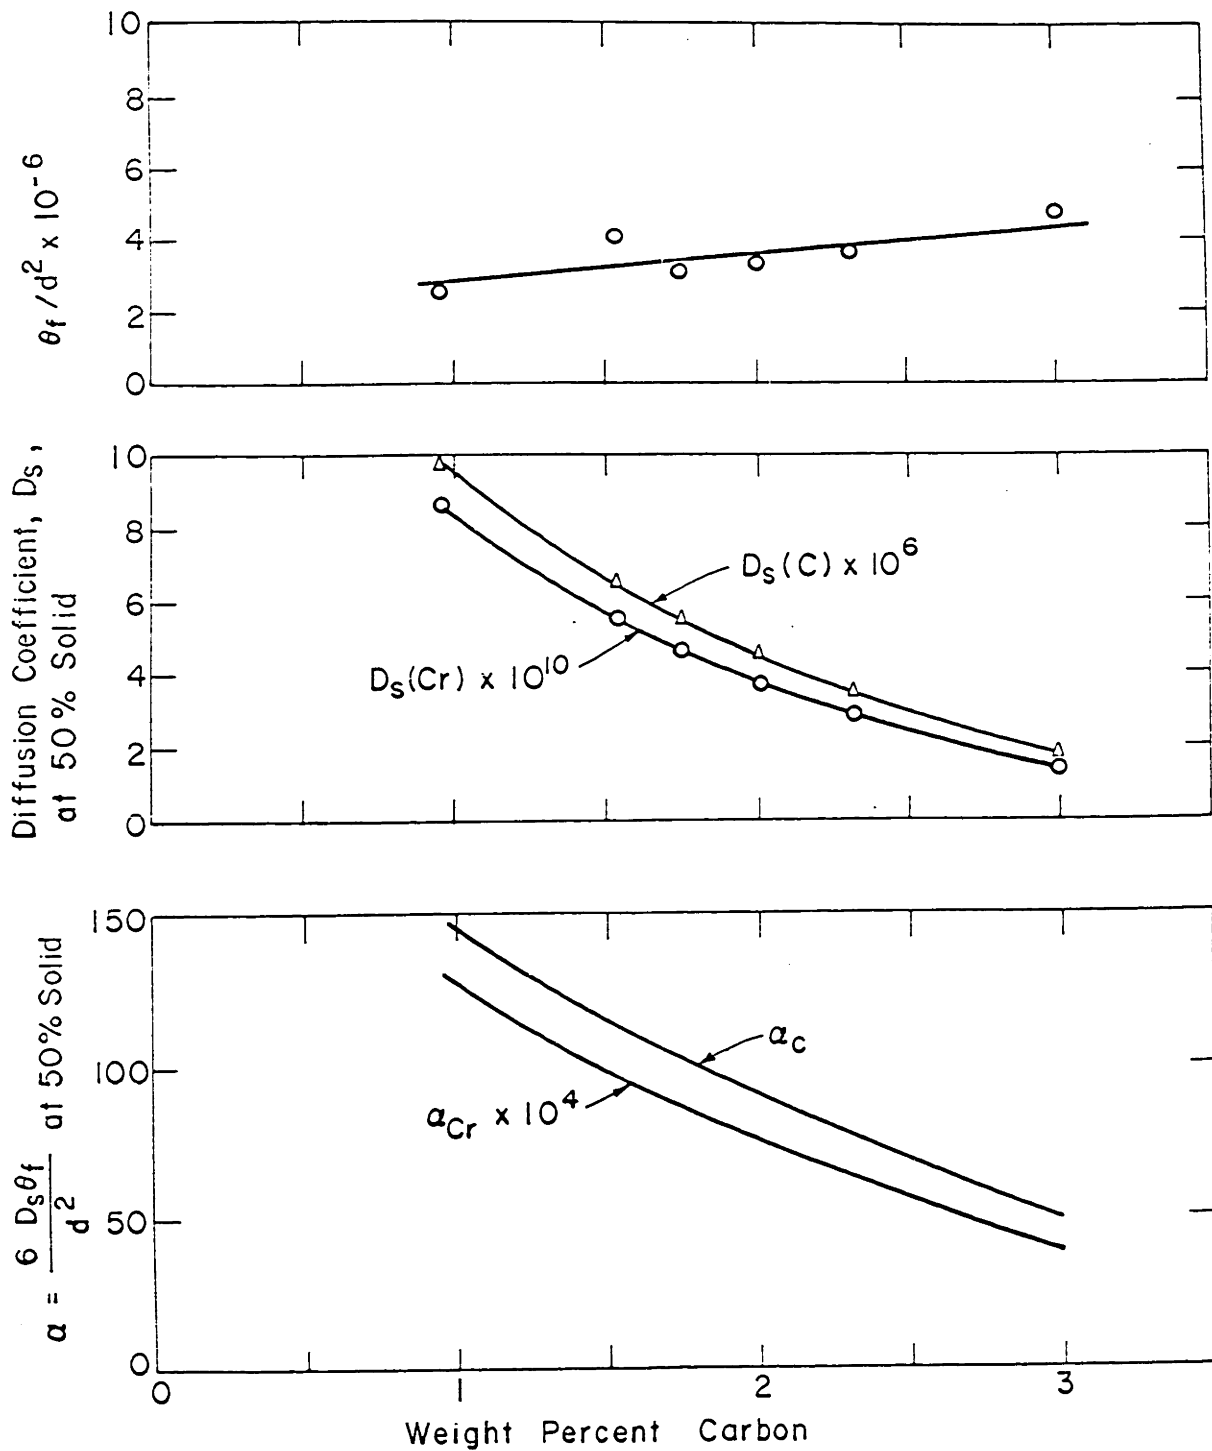 10
8
6
4
2
0
θf / d² x 10⁻⁶
10
8
6
4
2
0
Diffusion Coefficient, Ds,
at 50% Solid
Ds(C) x 10⁶
Ds(Cr) x 10¹⁰
150
100
50
0
α = 6 Dsθf / d² at 50% Solid
αc
αCr x 10⁴
0 1 2 3
Weight Percent Carbon